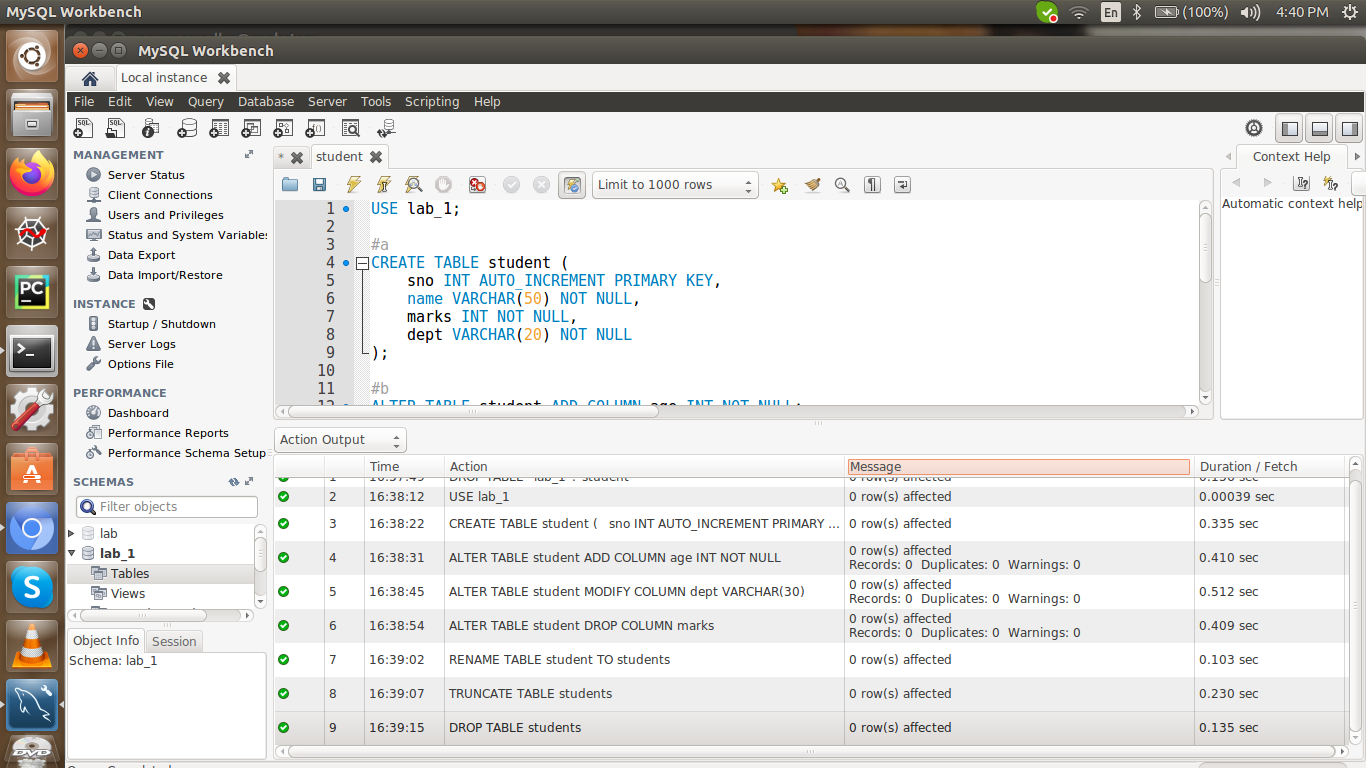 MySQL Workbench
En
(100%)
4:40 PM
MySQL Workbench
Local instance
File Edit View Query Database Server Tools Scripting Help
MANAGEMENT
Server Status
Client Connections
Users and Privileges
Status and System Variables
Data Export
Data Import/Restore
INSTANCE
Startup / Shutdown
Server Logs
Options File
PERFORMANCE
Dashboard
Performance Reports
Performance Schema Setup
SCHEMAS
Filter objects
lab
lab_1
Tables
Views
Object Info Session
Schema: lab_1
* student
Limit to 1000 rows
1 USE lab_1;
2
3 #a
4 CREATE TABLE student (
5 sno INT AUTO_INCREMENT PRIMARY KEY,
6 name VARCHAR(50) NOT NULL,
7 marks INT NOT NULL,
8 dept VARCHAR(20) NOT NULL
9 );
10
11 #b
12 ALTER TABLE student ADD COLUMN age INT NOT NULL;
Context Help
Automatic context help
Action Output
Time Action Message Duration / Fetch
2 16:38:12 USE lab_1 0 row(s) affected 0.00039 sec
3 16:38:22 CREATE TABLE student ( sno INT AUTO_INCREMENT PRIMARY ... 0 row(s) affected 0.335 sec
4 16:38:31 ALTER TABLE student ADD COLUMN age INT NOT NULL 0 row(s) affected 0.410 sec
Records: 0 Duplicates: 0 Warnings: 0
5 16:38:45 ALTER TABLE student MODIFY COLUMN dept VARCHAR(30) 0 row(s) affected 0.512 sec
Records: 0 Duplicates: 0 Warnings: 0
6 16:38:54 ALTER TABLE student DROP COLUMN marks 0 row(s) affected 0.409 sec
Records: 0 Duplicates: 0 Warnings: 0
7 16:39:02 RENAME TABLE student TO students 0 row(s) affected 0.103 sec
8 16:39:07 TRUNCATE TABLE students 0 row(s) affected 0.230 sec
9 16:39:15 DROP TABLE students 0 row(s) affected 0.135 sec